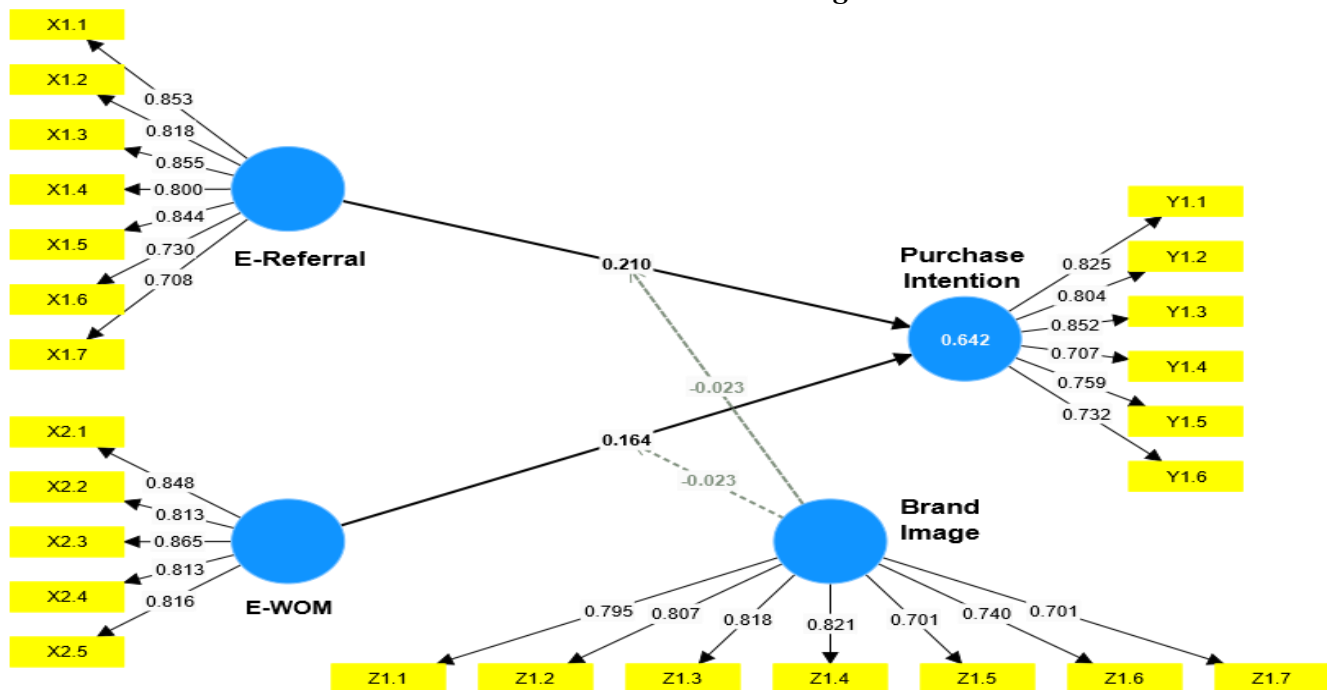 X1.1
X1.2
X1.3
X1.4
X1.5
X1.6
X1.7
0.853
0.818
0.855
0.800
0.844
0.730
0.708
E-Referral
0.210
Purchase
Intention
0.642
0.825
0.804
0.852
0.707
0.759
0.732
Y1.1
Y1.2
Y1.3
Y1.4
Y1.5
Y1.6
-0.023
X2.1
X2.2
X2.3
X2.4
X2.5
0.848
0.813
0.865
0.813
0.816
E-WOM
0.164
-0.023
Brand
Image
0.795
0.807
0.818
0.821
0.701
0.740
0.701
Z1.1
Z1.2
Z1.3
Z1.4
Z1.5
Z1.6
Z1.7